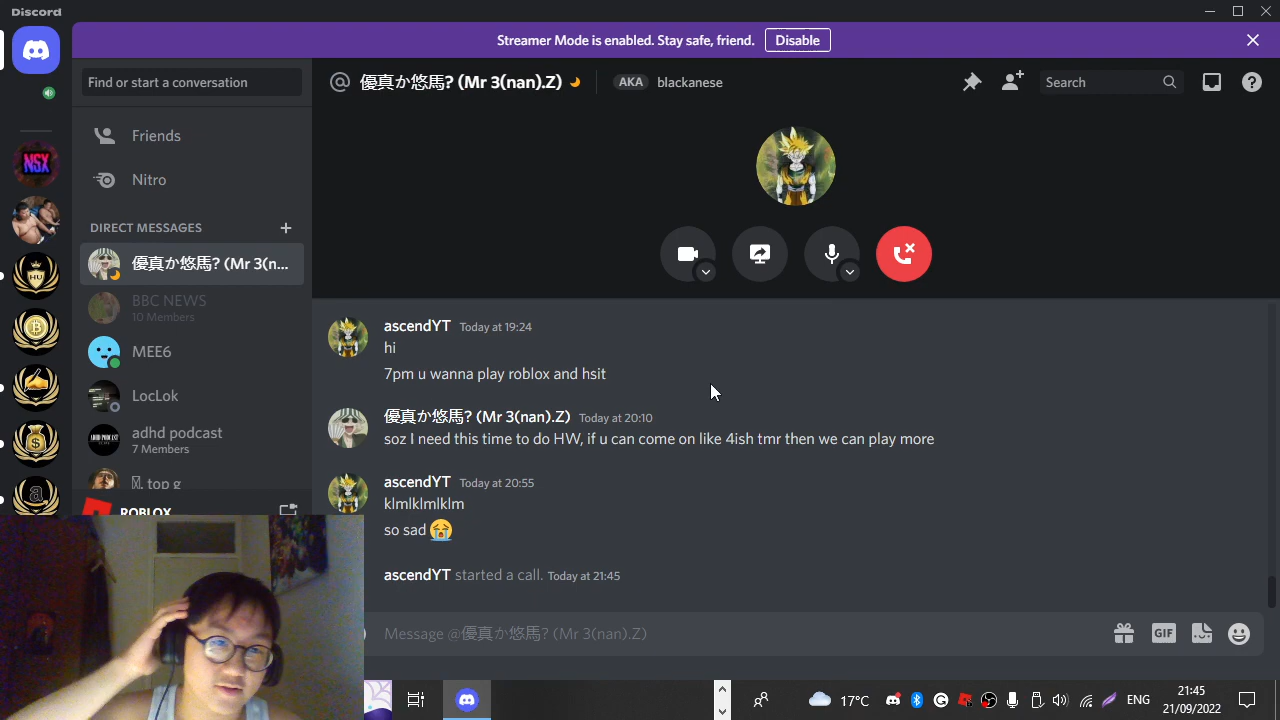 Discord
Streamer Mode is enabled. Stay safe, friend. Disable
Find or start a conversation
@ 優真か悠馬? (Mr 3(nan).Z) AKA blackanese
Search
Friends
NSX
Nitro
DIRECT MESSAGES +
優真か悠馬? (Mr 3(n...
HU
BBC NEWS
10 Members
MEE6
LocLok
adhd podcast
7 Members
. top g
ROBLOX
ascendYT Today at 19:24
hi
7pm u wanna play roblox and hsit
優真か悠馬? (Mr 3(nan).Z) Today at 20:10
soz I need this time to do HW, if u can come on like 4ish tmr then we can play more
ascendYT Today at 20:55
klmlklmlklm
so sad 😭
ascendYT started a call. Today at 21:45
Message @優真か悠馬? (Mr 3(nan).Z)
GIF
17°C
ENG
21:45
21/09/2022